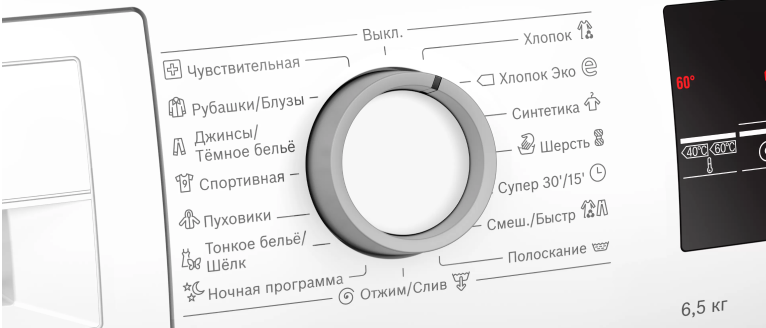 Выкл.
Чувствительная
Рубашки/Блузы
Джинсы/
Тёмное бельё
Спортивная
Пуховики
Тонкое бельё/
Шёлк
Ночная программа
Хлопок
Хлопок Эко
Синтетика
Шерсть
Супер 30'/15'
Смеш./Быстр
Полоскание
Отжим/Слив
60°
40°C 60°C
6,5 кг